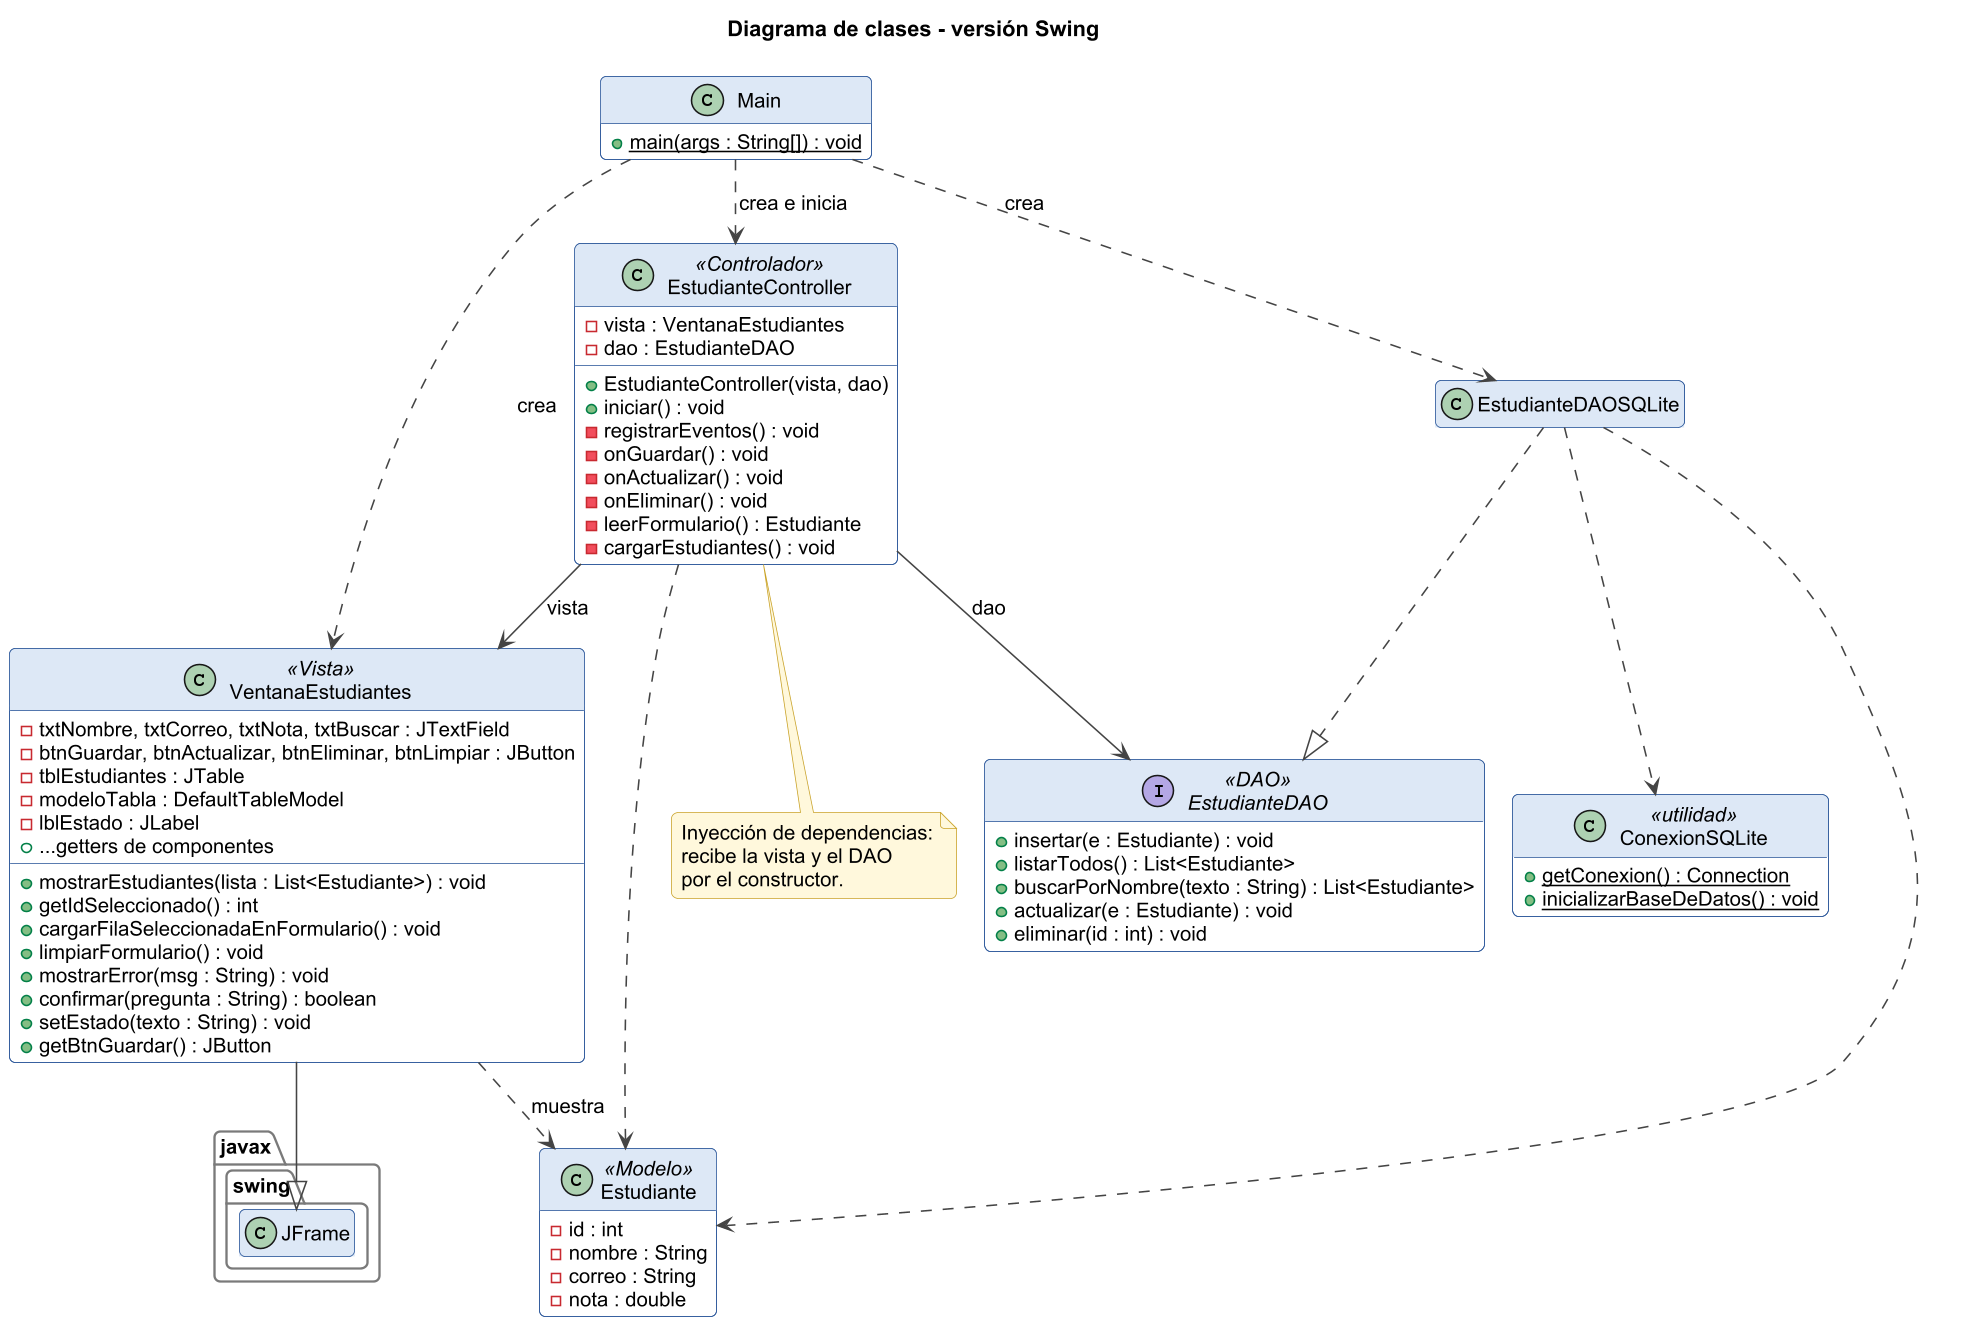 Diagrama de clases - versión Swing
C Main
main(args : String[]) : void
crea e inicia
crea
C «Controlador»
EstudianteController
vista : VentanaEstudiantes
dao : EstudianteDAO
EstudianteController(vista, dao)
iniciar() : void
registrarEventos() : void
onGuardar() : void
onActualizar() : void
onEliminar() : void
leerFormulario() : Estudiante
cargarEstudiantes() : void
crea
C EstudianteDAOSQLite
vista
dao
C «Vista»
VentanaEstudiantes
txtNombre, txtCorreo, txtNota, txtBuscar : JTextField
btnGuardar, btnActualizar, btnEliminar, btnLimpiar : JButton
tblEstudiantes : JTable
modeloTabla : DefaultTableModel
lblEstado : JLabel
...getters de componentes
mostrarEstudiantes(lista : List<Estudiante>) : void
getIdSeleccionado() : int
cargarFilaSeleccionadaEnFormulario() : void
limpiarFormulario() : void
mostrarError(msg : String) : void
confirmar(pregunta : String) : boolean
setEstado(texto : String) : void
getBtnGuardar() : JButton
Inyección de dependencias:
recibe la vista y el DAO
por el constructor.
I «DAO»
EstudianteDAO
insertar(e : Estudiante) : void
listarTodos() : List<Estudiante>
buscarPorNombre(texto : String) : List<Estudiante>
actualizar(e : Estudiante) : void
eliminar(id : int) : void
C «utilidad»
ConexionSQLite
getConexion() : Connection
inicializarBaseDeDatos() : void
muestra
javax
swing
C JFrame
C «Modelo»
Estudiante
id : int
nombre : String
correo : String
nota : double